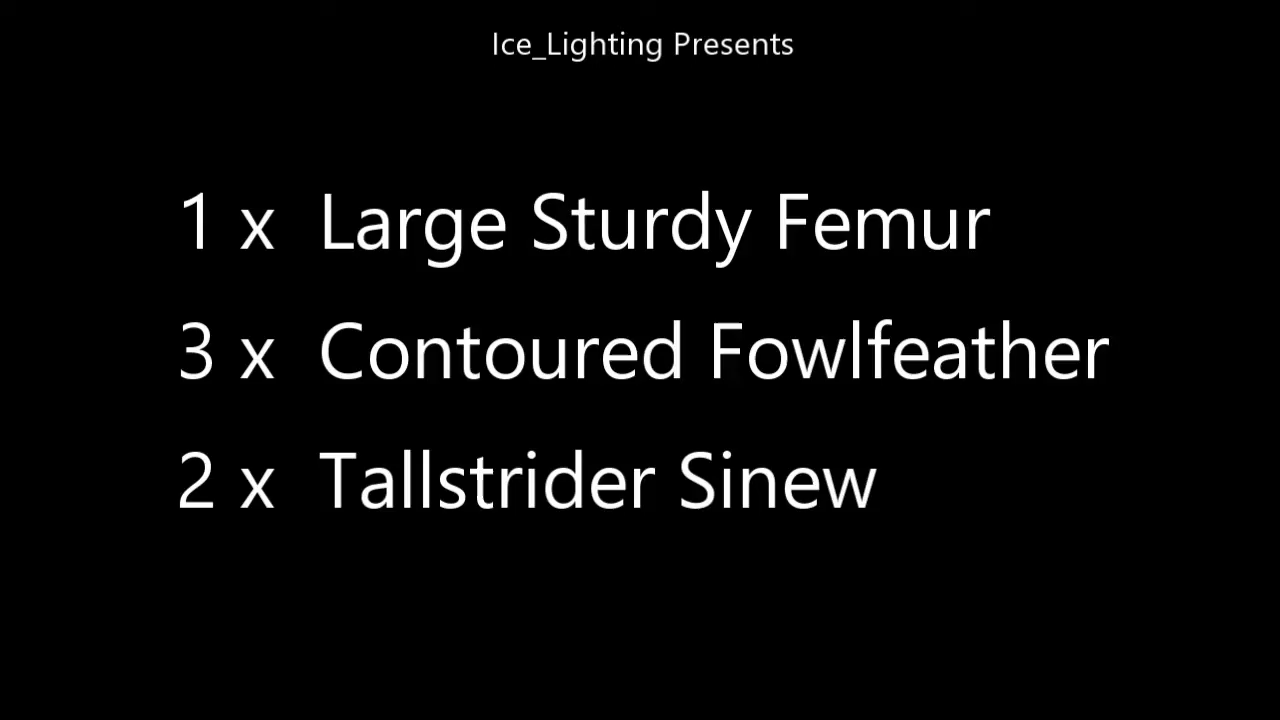 Ice_Lighting Presents
1 x Large Sturdy Femur
3 x Contoured Fowlfeather
2 x Tallstrider Sinew